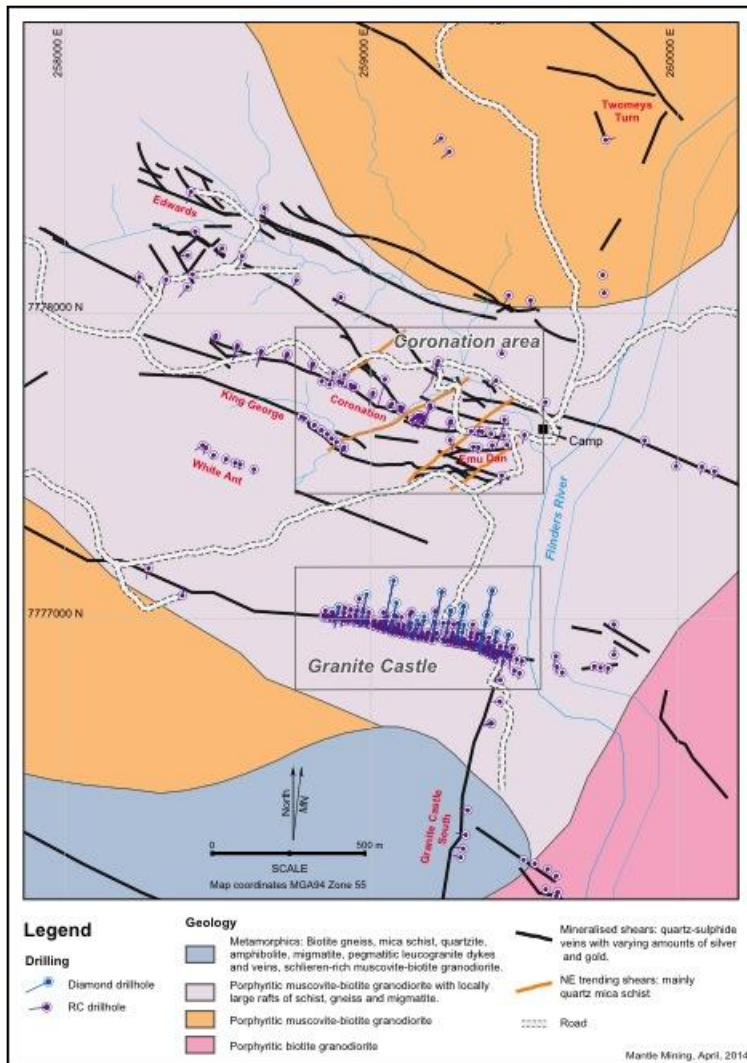 258000 E
259000 E
260000 E
Twomeys
Turn
Edwards
7778000 N
Coronation area
Coronation
King George
Camp
Emu Dan
White Ant
Flinders River
7777000 N
Granite Castle
North
MN
Granite Castle
South
0
500 m
SCALE
Map coordinates MGA94 Zone 55
Legend
Drilling
Diamond drillhole
RC drillhole
Geology
Metamorphics: Biotite gneiss, mica schist, quartzite,
amphibolite, migmatite, pegmatitic leucogranite dykes
and veins, schlieren-rich muscovite-biotite granodiorite.
Porphyritic muscovite-biotite granodiorite with locally
large rafts of schist, gneiss and migmatite.
Porphyritic muscovite-biotite granodiorite
Porphyritic biotite granodiorite
Mineralised shears: quartz-sulphide
veins with varying amounts of silver
and gold.
NE trending shears: mainly
quartz mica schist
Road
Mantle Mining, April, 2014